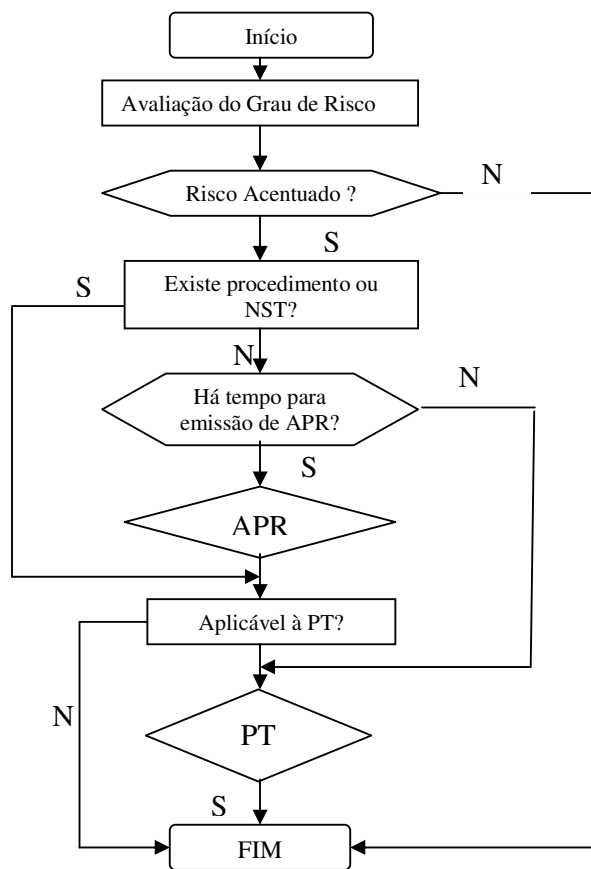 Início
Avaliação do Grau de Risco
Risco Acentuado ?
N
S
Existe procedimento ou
NST?
S
N
Há tempo para
emissão de APR?
N
S
APR
Aplicável à PT?
N
PT
S
FIM